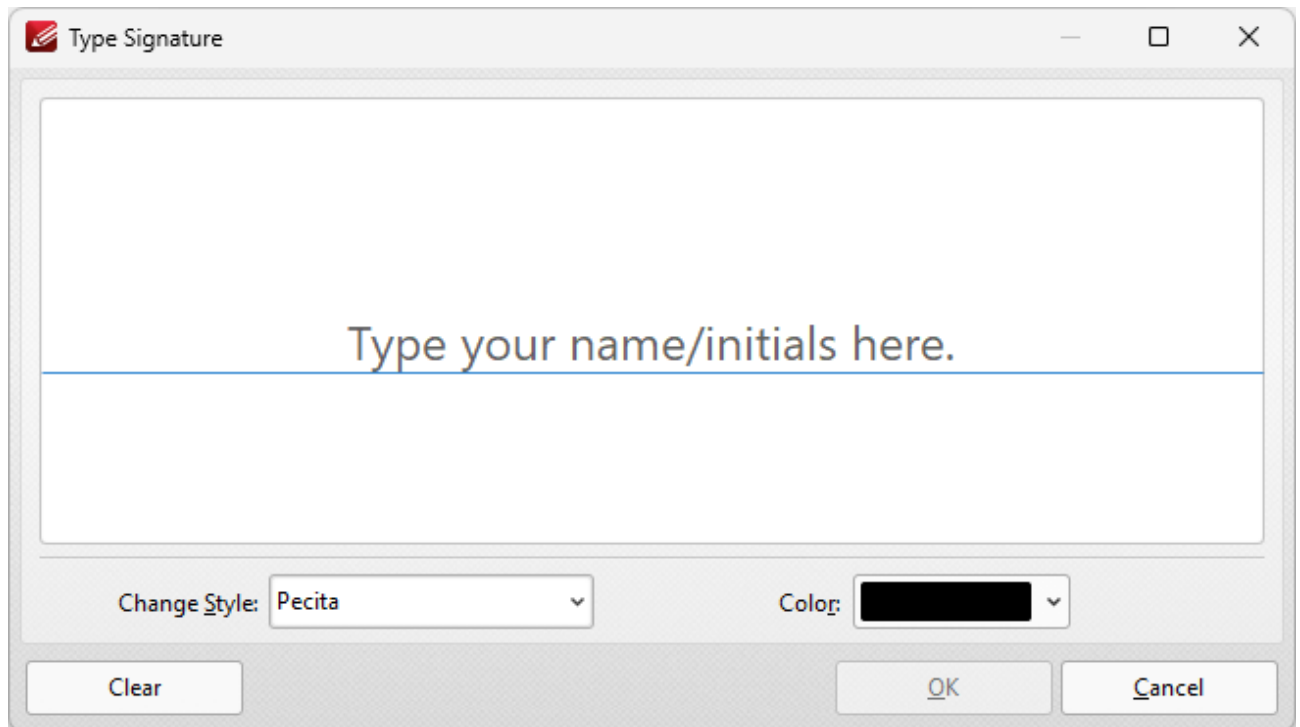 Type Signature
Type your name/initials here.
Change Style: Pecita Color:
Clear OK Cancel